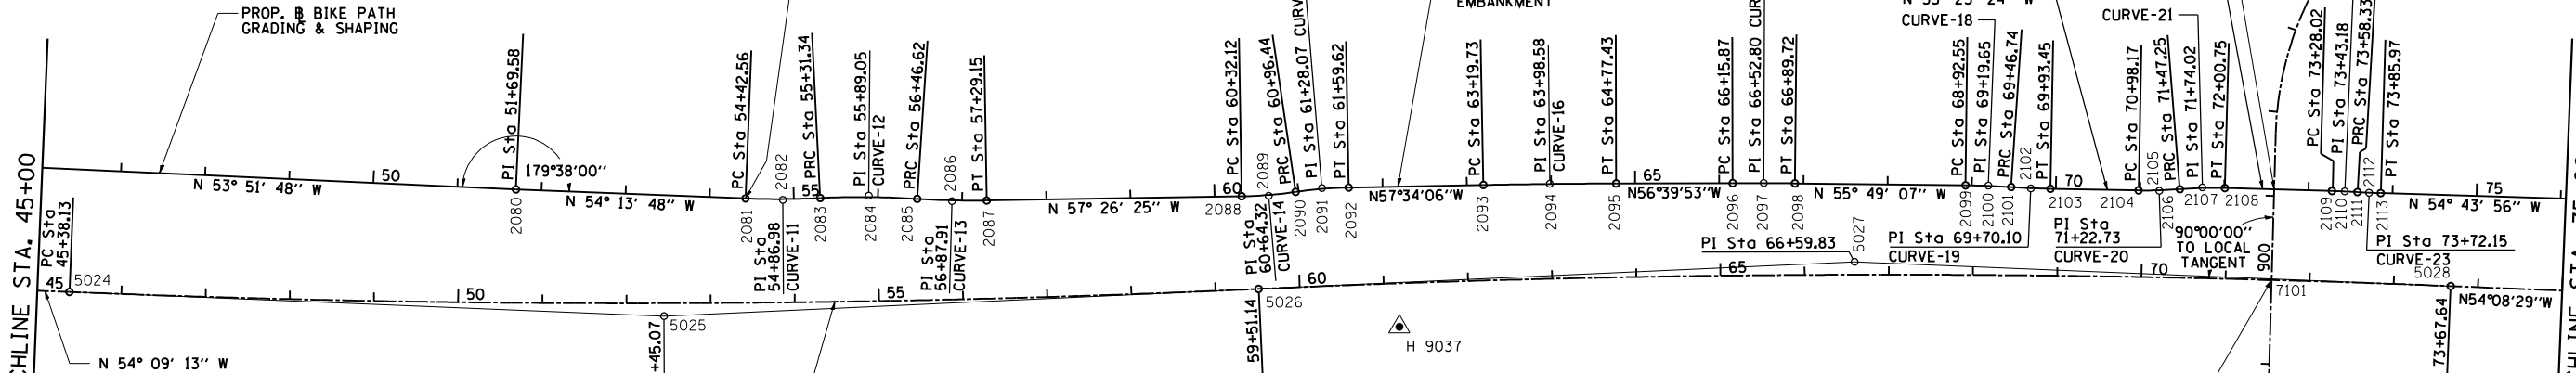 PROP. ℄ BIKE PATH
GRADING & SHAPING
EMBANKMENT
CURVE-18
CURVE-21
PI Sta 51+69.58
PC Sta 54+42.56
PRC Sta 55+31.34
PI Sta 55+89.05
CURVE-12
PRC Sta 56+46.62
PT Sta 57+29.15
PC Sta 60+32.12
PRC Sta 60+96.44
PI Sta 61+28.07
PT Sta 61+59.62
PC Sta 63+19.73
PI Sta 63+98.58
CURVE-16
PT Sta 64+77.43
PC Sta 66+15.87
PI Sta 66+52.80
PT Sta 66+89.72
PC Sta 68+92.55
PI Sta 69+19.65
PRC Sta 69+46.74
PT Sta 69+93.45
PC Sta 70+98.17
PRC Sta 71+47.25
PI Sta 71+74.02
PT Sta 72+00.75
PC Sta 73+28.02
PI Sta 73+43.18
PRC Sta 73+58.33
PT Sta 73+85.97
179°38'00''
N 53° 51' 48'' W
50
N 54° 13' 48'' W
55
N 57° 26' 25'' W
60
N57°34'06''W
65
N56°39'53''W
N 55° 49' 07'' W
70
75
N 54° 43' 56'' W
2080
2081
2082
2083
2084
2085
2086
2087
2088
2089
2090
2091
2092
2093
2094
2095
2096
2097
2098
2099
2100
2101
2102
2103
2104
2105
2106
2107
2108
2109
2110
2111
2112
2113
PI Sta
54+86.98
CURVE-11
PI Sta
56+87.91
CURVE-13
PI Sta
60+64.32
CURVE-14
PI Sta 66+59.83
5027
PI Sta 69+70.10
CURVE-19
PI Sta
71+22.73
CURVE-20
90°00'00''
TO LOCAL
TANGENT
900
PI Sta 73+72.15
CURVE-23
5028
STA. 45+00
PC Sta
45+38.13
45
5024
50
55
60
65
70
5025
5026
7101
N54°08'29''W
+45.07
59+51.14
73+67.64
H 9037
N 54° 09' 13'' W